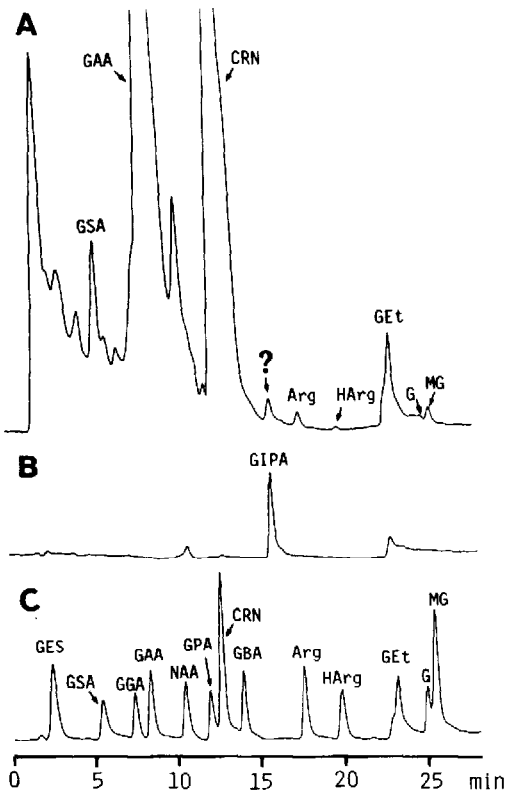 A
GAA
CRN
GSA
GEt
?
Arg
HArg
G
MG
B
GIPA
C
GES
GSA
GGA
GAA
NAA
GPA
CRN
GBA
Arg
HArg
GEt
G
MG
0 5 10 15 20 25 min